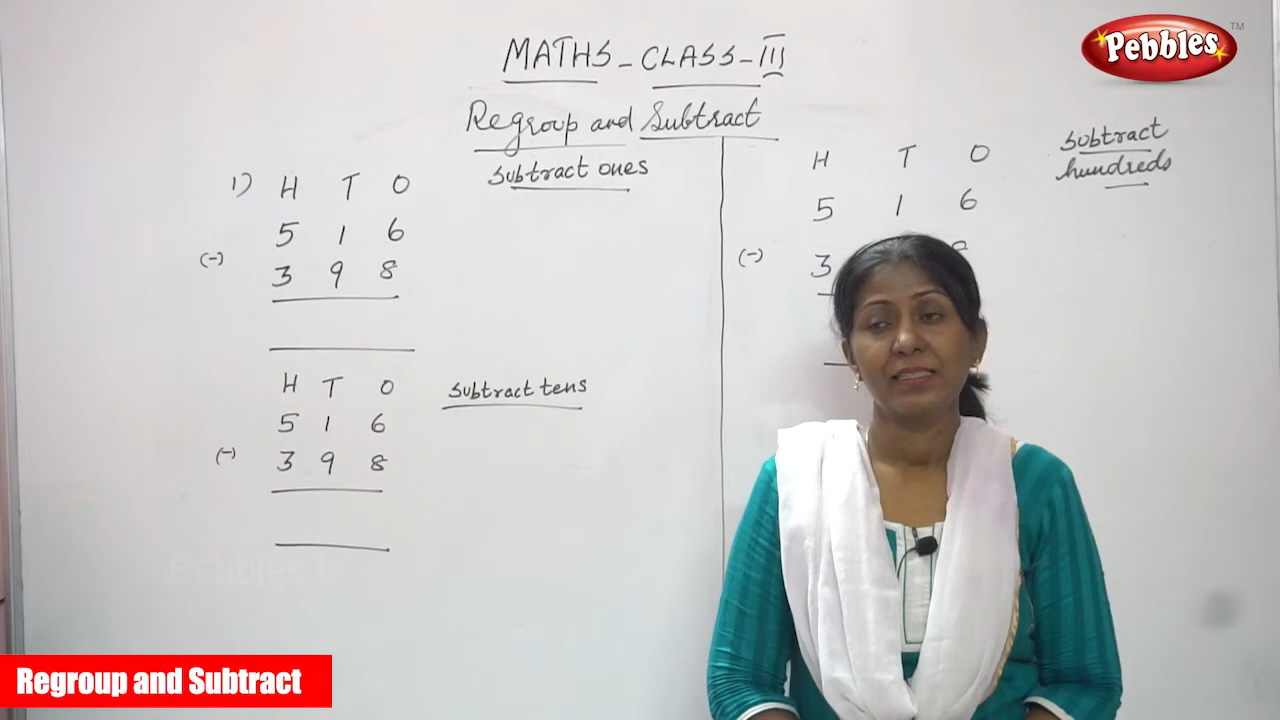 Pebbles TM
MATHS - CLASS - III
Regroup and Subtract
subtract ones
1) H T O
5 1 6
(-)
3 9 8
H T O
5 1 6
(-)
3 9 8
subtract tens
H T O
5 1 6
(-)
3
subtract
hundreds
Regroup and Subtract